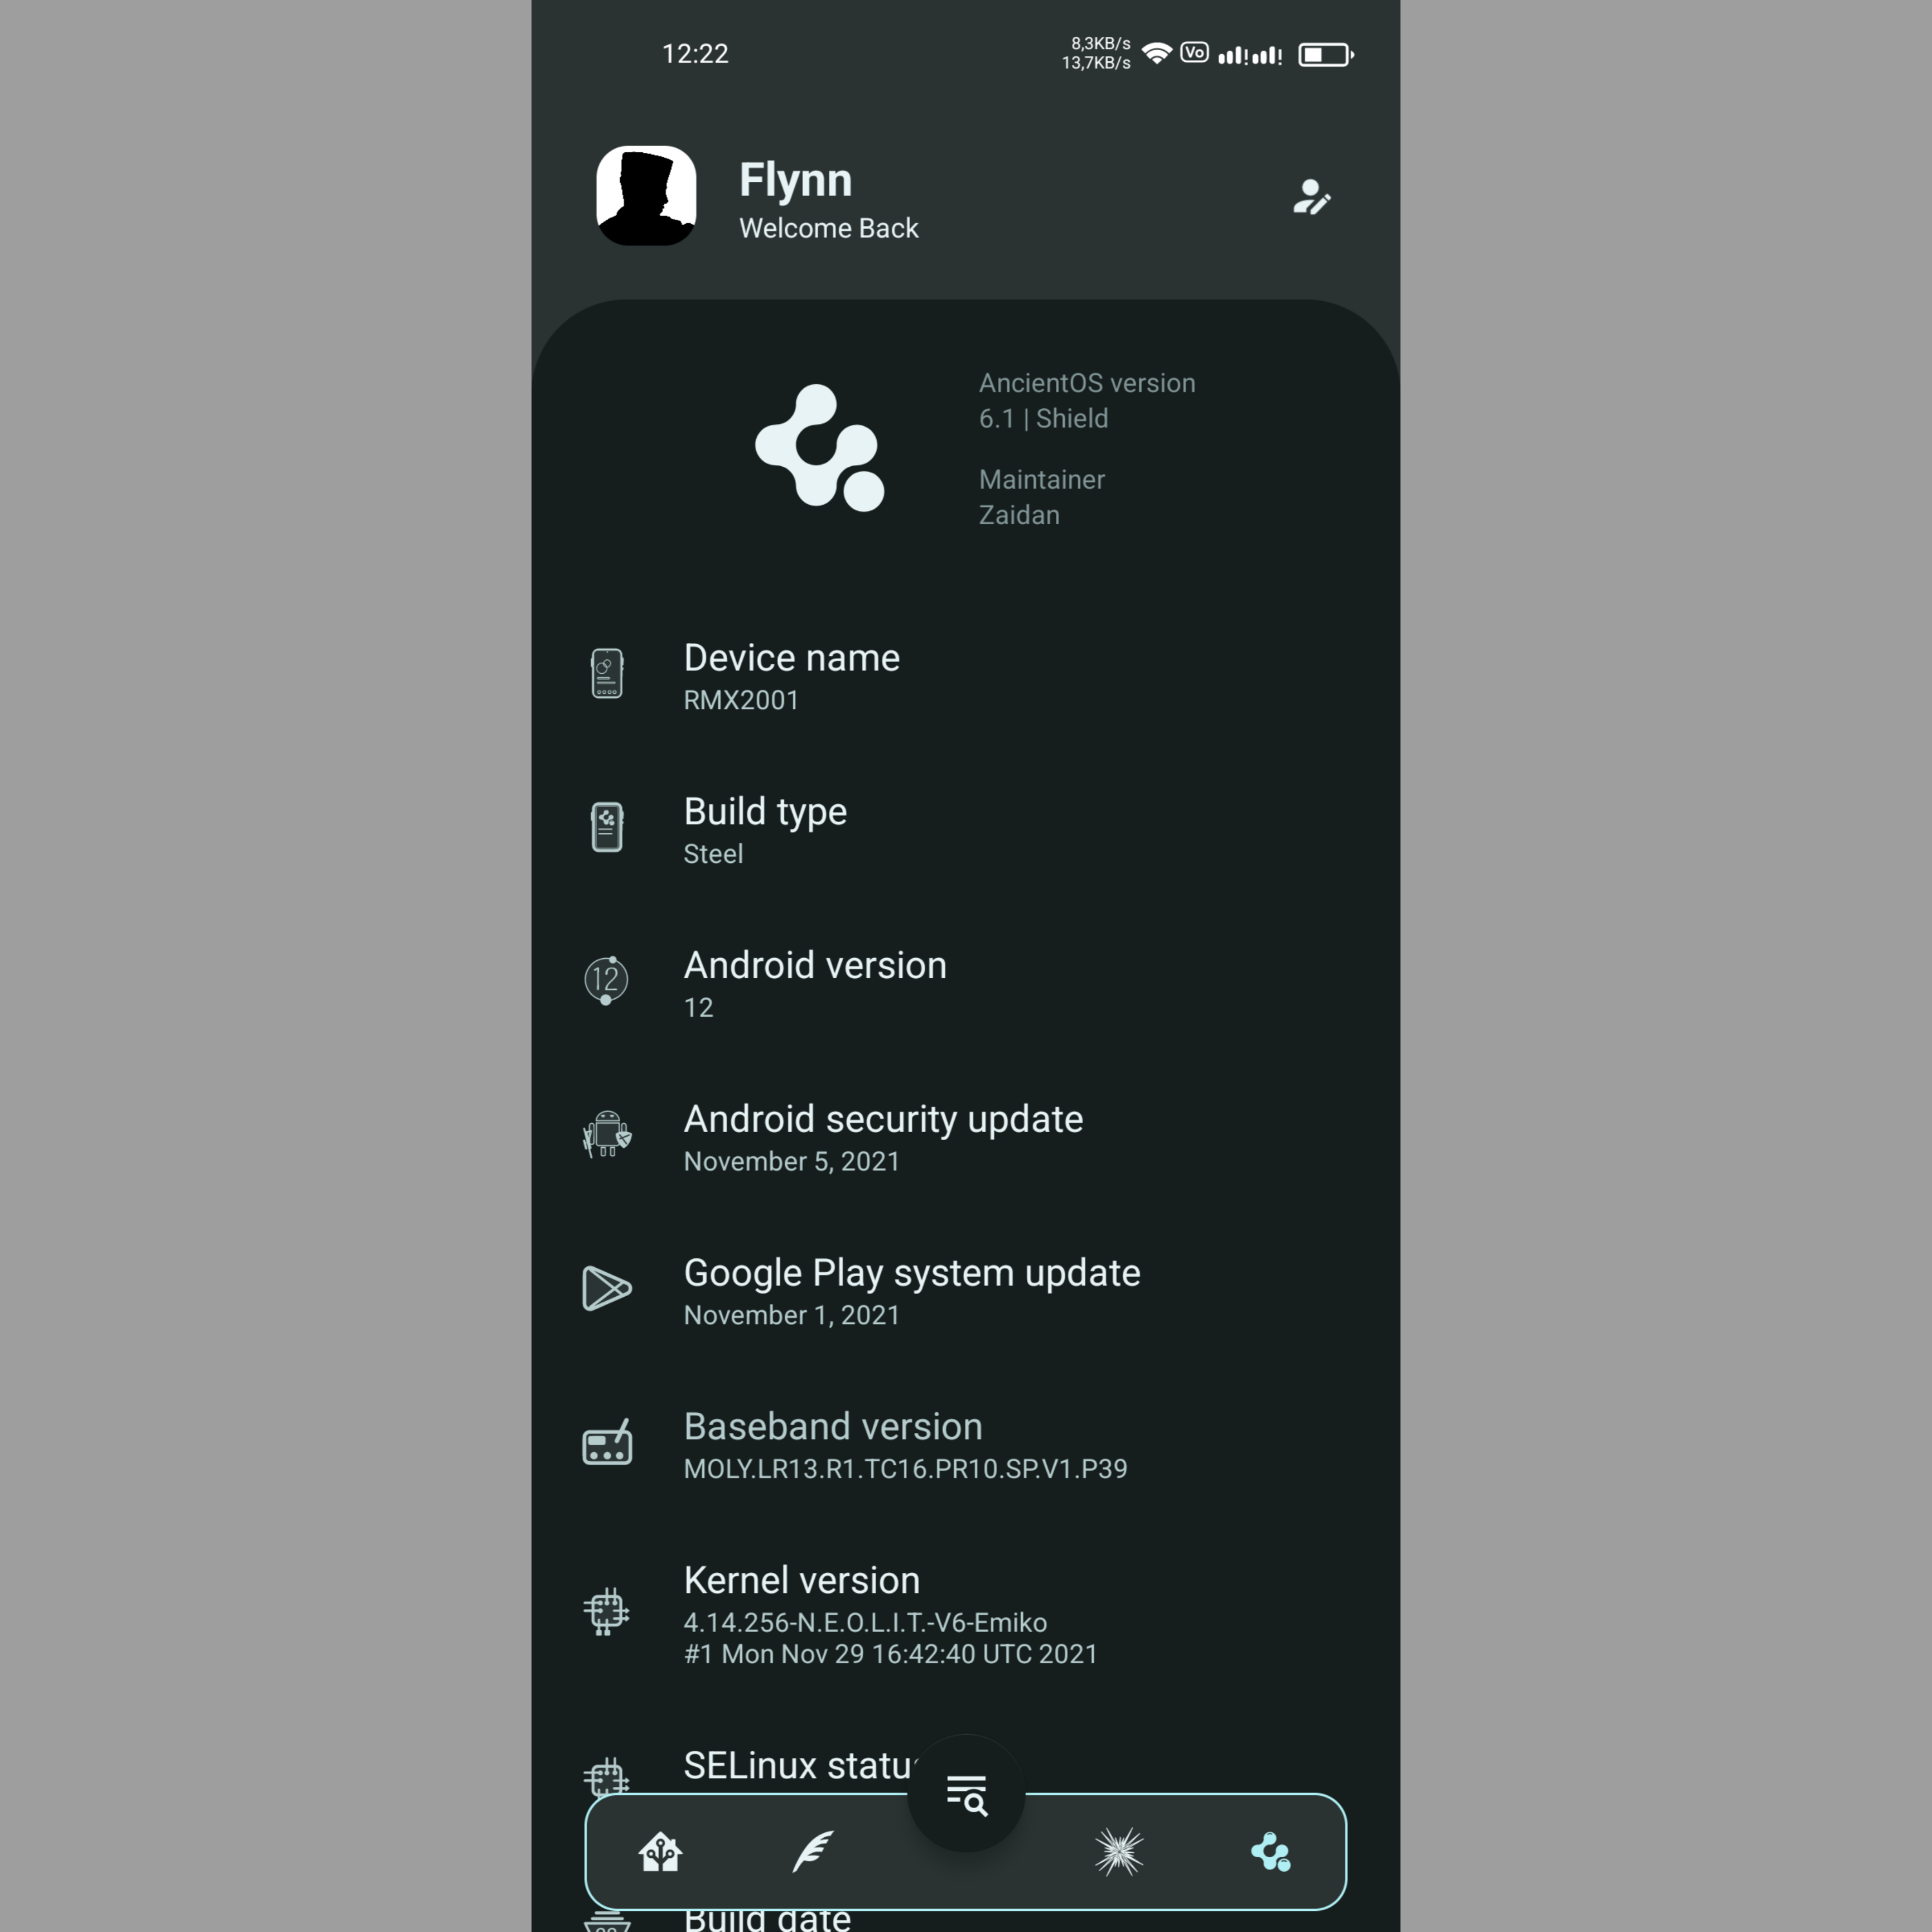 12:22
8,3KB/s
13,7KB/s
Vo
Flynn
Welcome Back
AncientOS version
6.1 | Shield
Maintainer
Zaidan
Device name
RMX2001
Build type
Steel
12
Android version
12
Android security update
November 5, 2021
Google Play system update
November 1, 2021
Baseband version
MOLY.LR13.R1.TC16.PR10.SP.V1.P39
Kernel version
4.14.256-N.E.O.L.I.T.-V6-Emiko
#1 Mon Nov 29 16:42:40 UTC 2021
SELinux status
Build date